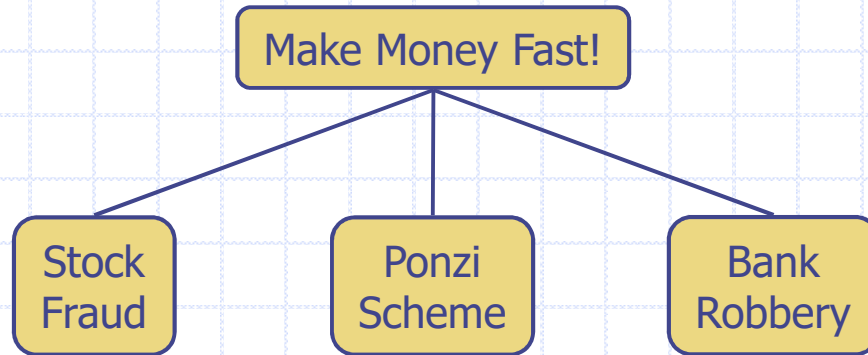 Make Money Fast!
Stock
Fraud
Ponzi
Scheme
Bank
Robbery